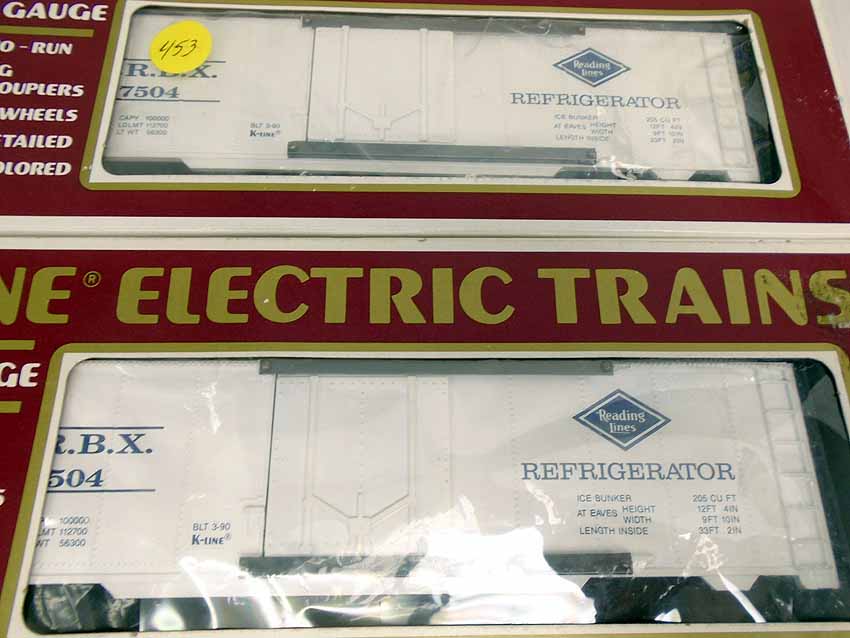 GAUGE
O-RUN
G
OUPLERS
WHEELS
ETAILED
OLORED
453
R.B.X.
7504
CAPY 100000
LDLMT 112700
LT WT 56300
BLT 3-90
K-LINE®
Reading
Lines
REFRIGERATOR
ICE BUNKER 205 CU FT
AT EAVES HEIGHT 12FT 4IN
WIDTH 9FT 10IN
LENGTH INSIDE 33FT 2IN
NE® ELECTRIC TRAINS
GE
R.B.X.
504
100000
LMT 112700
WT 56300
BLT 3-90
K-LINE®
Reading
Lines
REFRIGERATOR
ICE BUNKER 205 CU FT
AT EAVES HEIGHT 12FT 4IN
WIDTH 9FT 10IN
LENGTH INSIDE 33FT 2IN